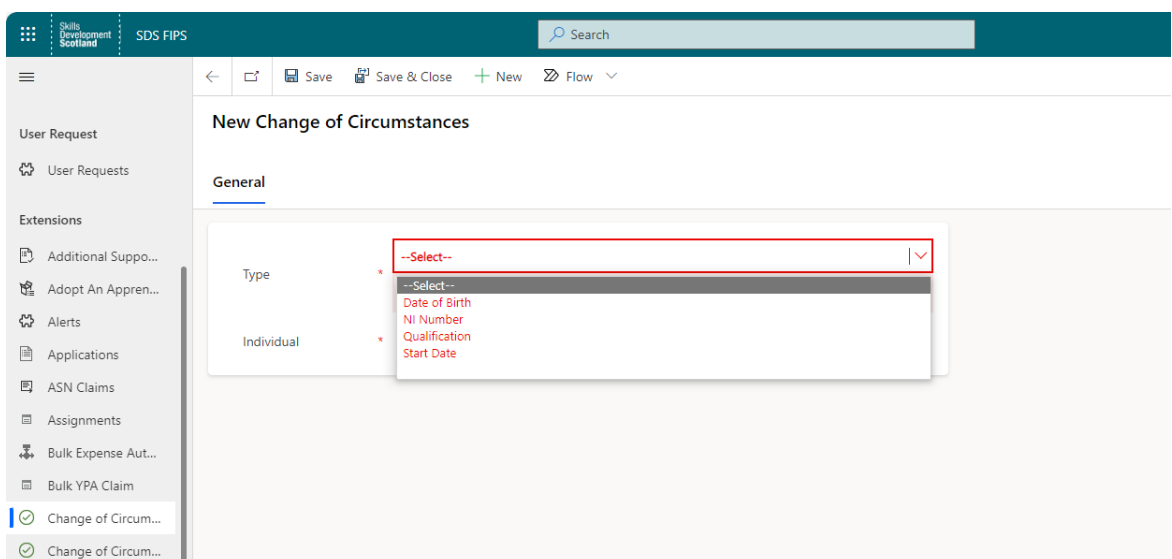 Skills
Development
Scotland
SDS FIPS
Search
Save
Save & Close
New
Flow
New Change of Circumstances
General
User Request
User Requests
Extensions
Additional Suppo...
Adopt An Appren...
Alerts
Applications
ASN Claims
Assignments
Bulk Expense Aut...
Bulk YPA Claim
Change of Circum...
Change of Circum...
Type *
--Select--
--Select--
Date of Birth
NI Number
Qualification
Start Date
Individual *